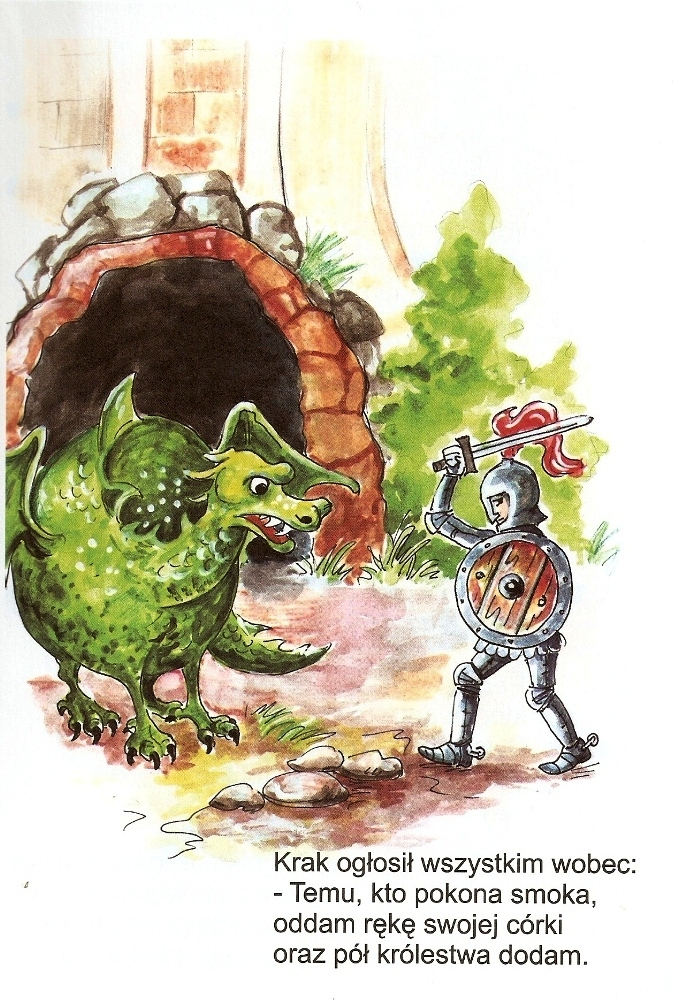 Krak ogłosił wszystkim wobec:
- Temu, kto pokona smoka,
oddam rękę swojej córki
oraz pół królestwa dodam.